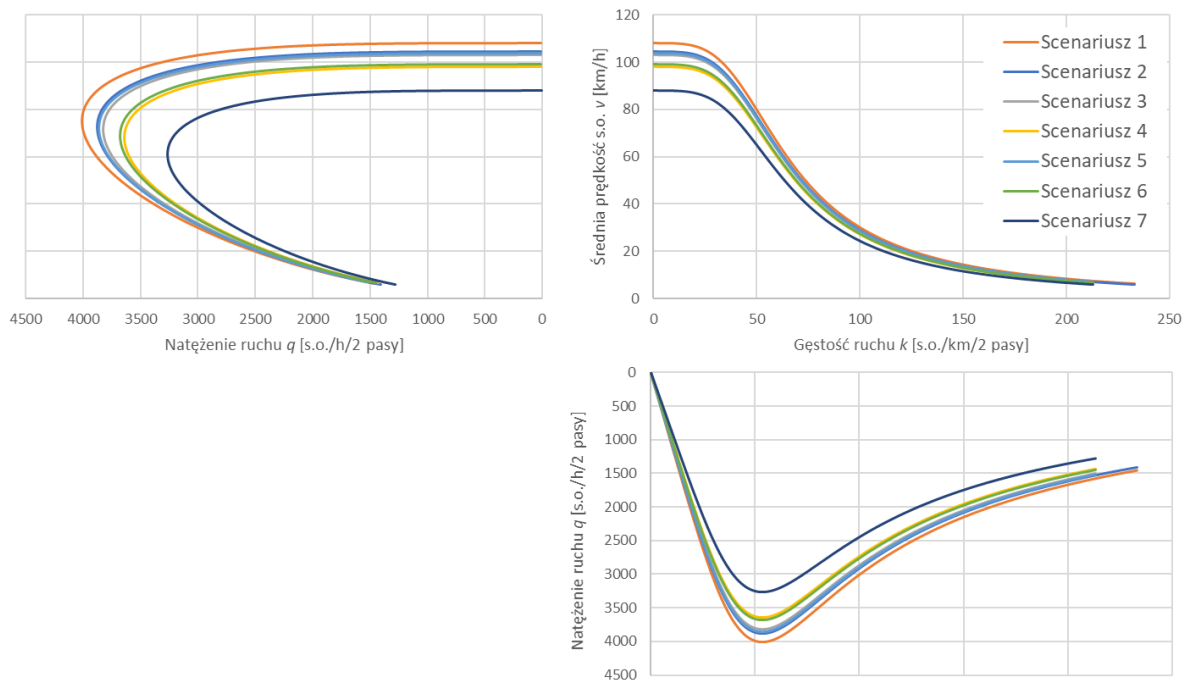 4500 4000 3500 3000 2500 2000 1500 1000 500 0
Natężenie ruchu q [s.o./h/2 pasy]
120
100
80
60
40
20
0
Średnia prędkość s.o. v [km/h]
Scenariusz 1
Scenariusz 2
Scenariusz 3
Scenariusz 4
Scenariusz 5
Scenariusz 6
Scenariusz 7
0 50 100 150 200 250
Gęstość ruchu k [s.o./km/2 pasy]
0
500
1000
1500
2000
2500
3000
3500
4000
4500
Natężenie ruchu q [s.o./h/2 pasy]